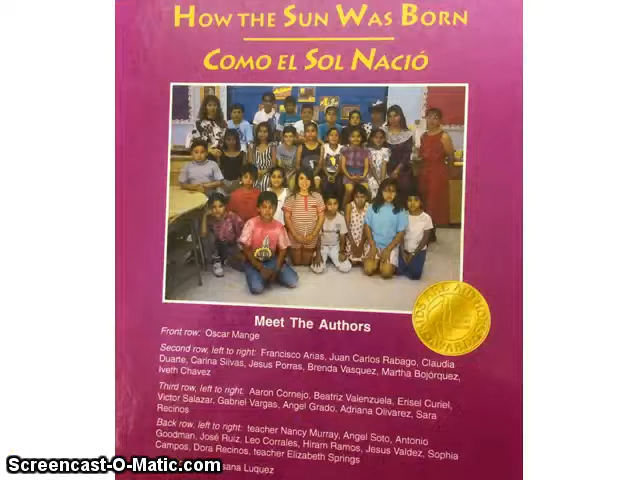 HOW THE SUN WAS BORN
COMO EL SOL NACIÓ
Meet The Authors
Front row: Oscar Mange
Second row, left to right: Francisco Arias, Juan Carlos Rabago, Claudia
Duarte, Carina Silvas, Jesus Porras, Brenda Vasquez, Martha Bojórquez,
Iveth Chavez
Third row, left to right: Aaron Cornejo, Beatriz Valenzuela, Erisel Curiel,
Victor Salazar, Gabriel Vargas, Angel Grado, Adriana Olivarez, Sara
Recinos
Back row, left to right: teacher Nancy Murray, Angel Soto, Antonio
Goodman, José Ruiz, Leo Corrales, Hiram Ramos, Jesus Valdez, Sophia
Campos, Dora Recinos, teacher Elizabeth Springs
Luquez
Screencast-O-Matic.com